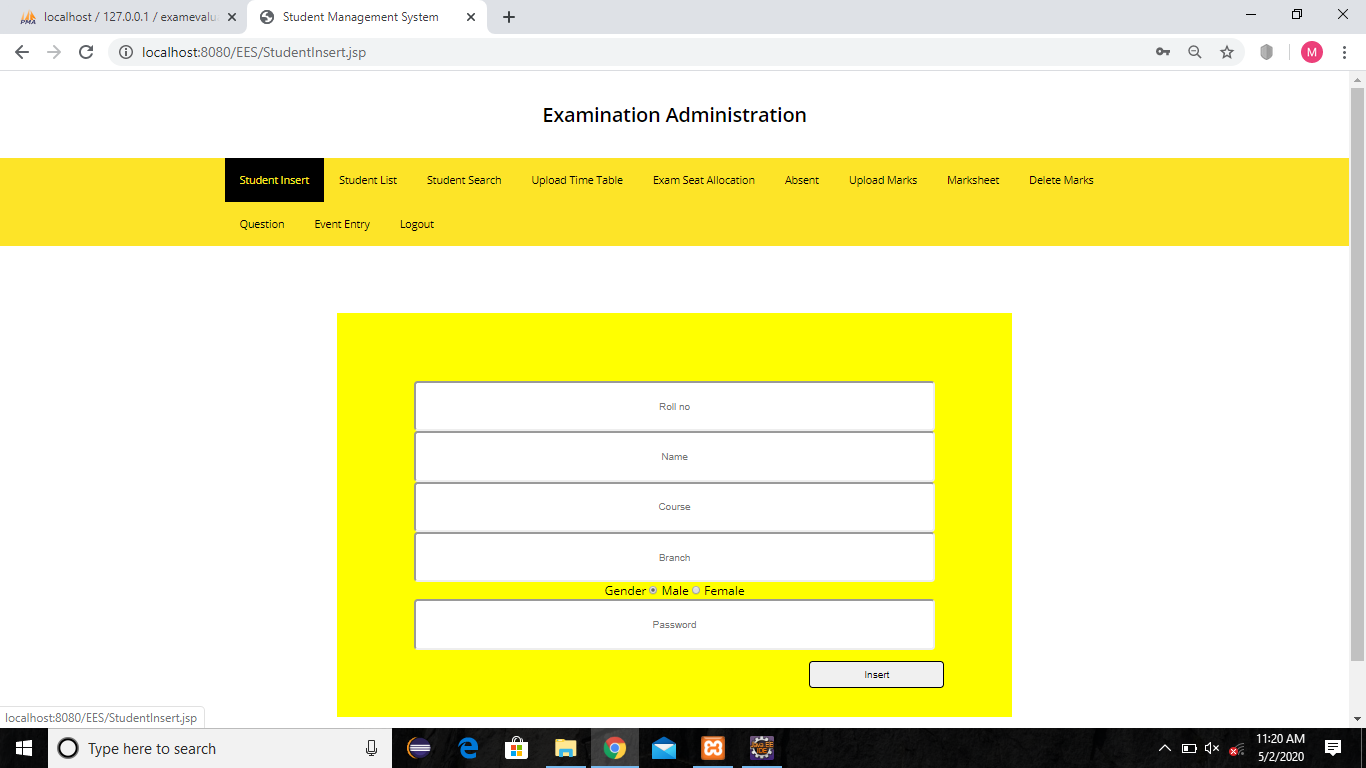 localhost / 127.0.0.1 / examevalu
Student Management System
localhost:8080/EES/StudentInsert.jsp
M
Examination Administration
Student Insert Student List Student Search Upload Time Table Exam Seat Allocation Absent Upload Marks Marksheet Delete Marks
Question Event Entry Logout
Roll no
Name
Course
Branch
Gender Male Female
Password
Insert
localhost:8080/EES/StudentInsert.jsp
Type here to search
11:20 AM
5/2/2020